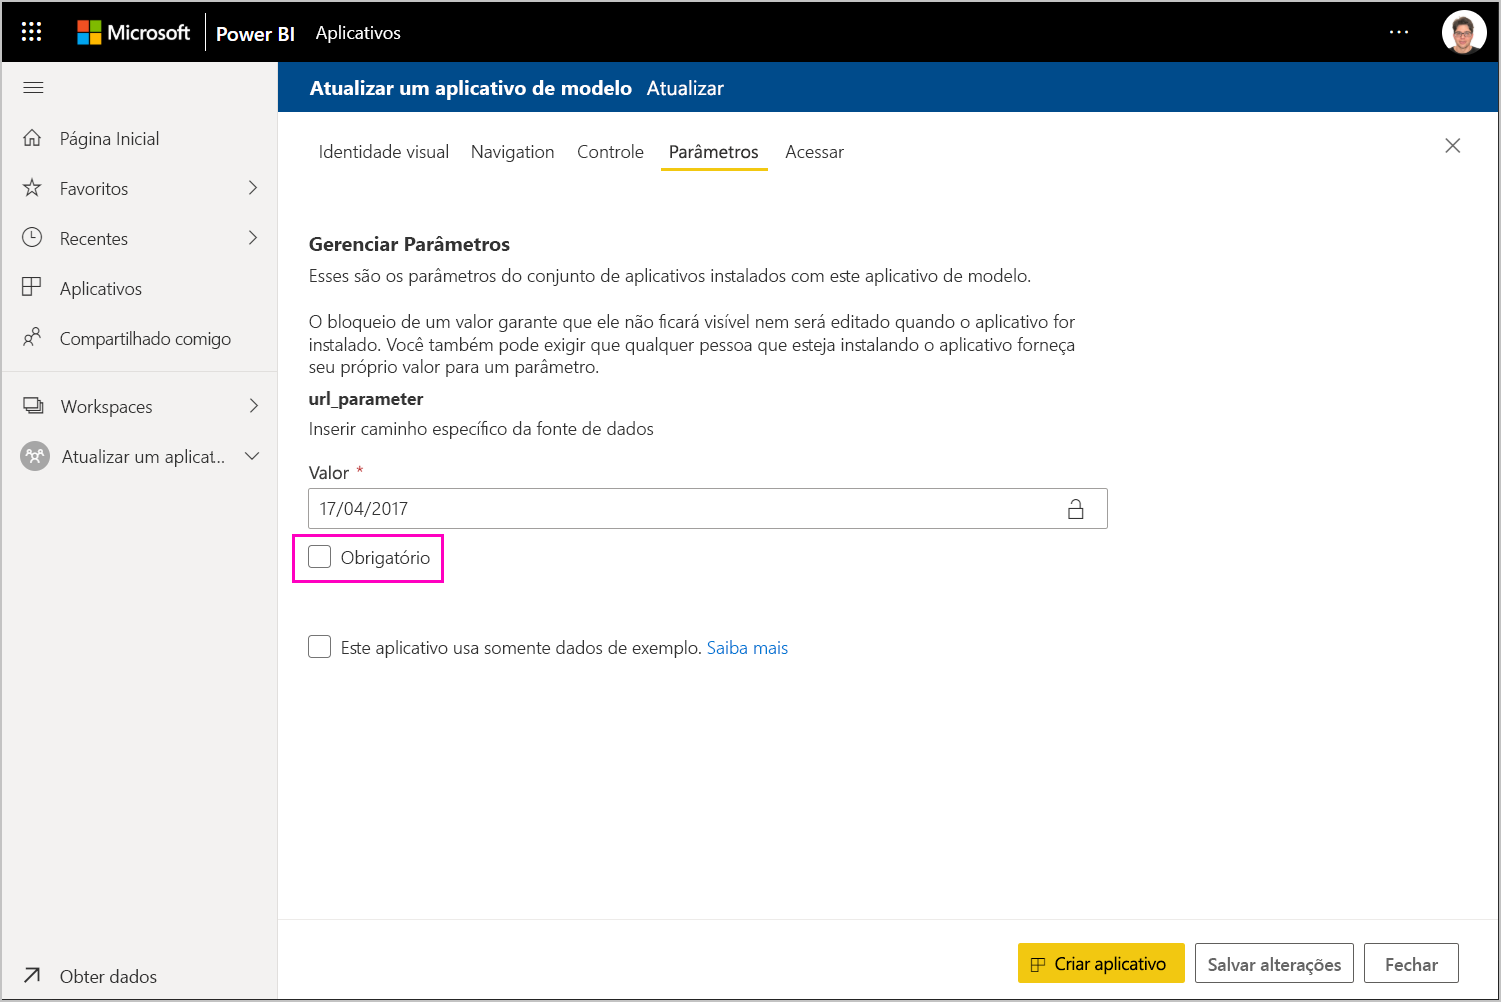 Microsoft Power BI Aplicativos ...
Atualizar um aplicativo de modelo Atualizar
Página Inicial
Favoritos
Recentes
Aplicativos
Compartilhado comigo
Workspaces
Atualizar um aplicat...
Obter dados
Identidade visual Navigation Controle Parâmetros Acessar
Gerenciar Parâmetros
Esses são os parâmetros do conjunto de aplicativos instalados com este aplicativo de modelo.
O bloqueio de um valor garante que ele não ficará visível nem será editado quando o aplicativo for
instalado. Você também pode exigir que qualquer pessoa que esteja instalando o aplicativo forneça
seu próprio valor para um parâmetro.
url_parameter
Inserir caminho específico da fonte de dados
Valor *
17/04/2017
Obrigatório
Este aplicativo usa somente dados de exemplo. Saiba mais
Criar aplicativo Salvar alterações Fechar